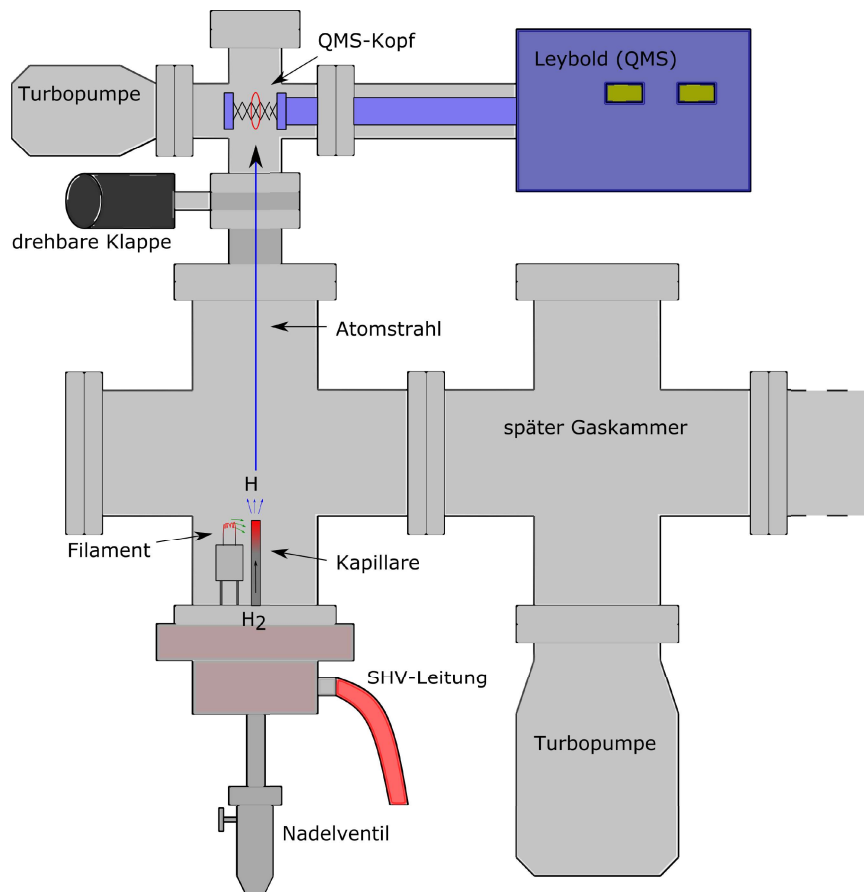 QMS-Kopf
Leybold (QMS)
Turbopumpe
drehbare Klappe
Atomstrahl
später Gaskammer
H
Filament
Kapillare
H2
SHV-Leitung
Turbopumpe
Nadelventil